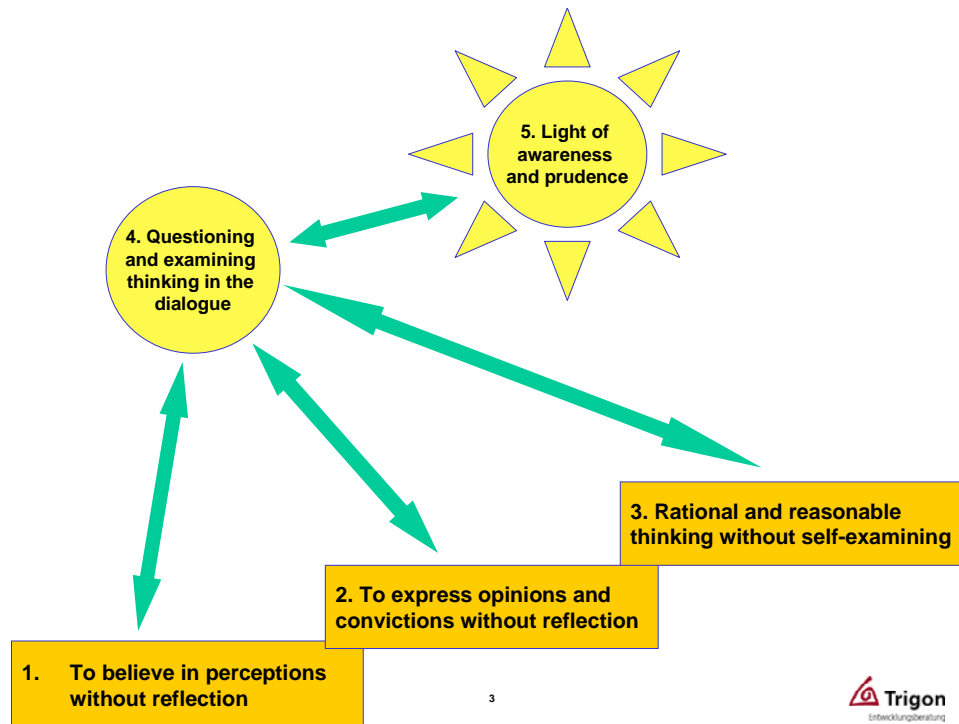 5. Light of
awareness
and prudence
4. Questioning
and examining
thinking in the
dialogue
3. Rational and reasonable
thinking without self-examining
2. To express opinions and
convictions without reflection
1. To believe in perceptions
without reflection
3
Trigon
Entwicklungsberatung